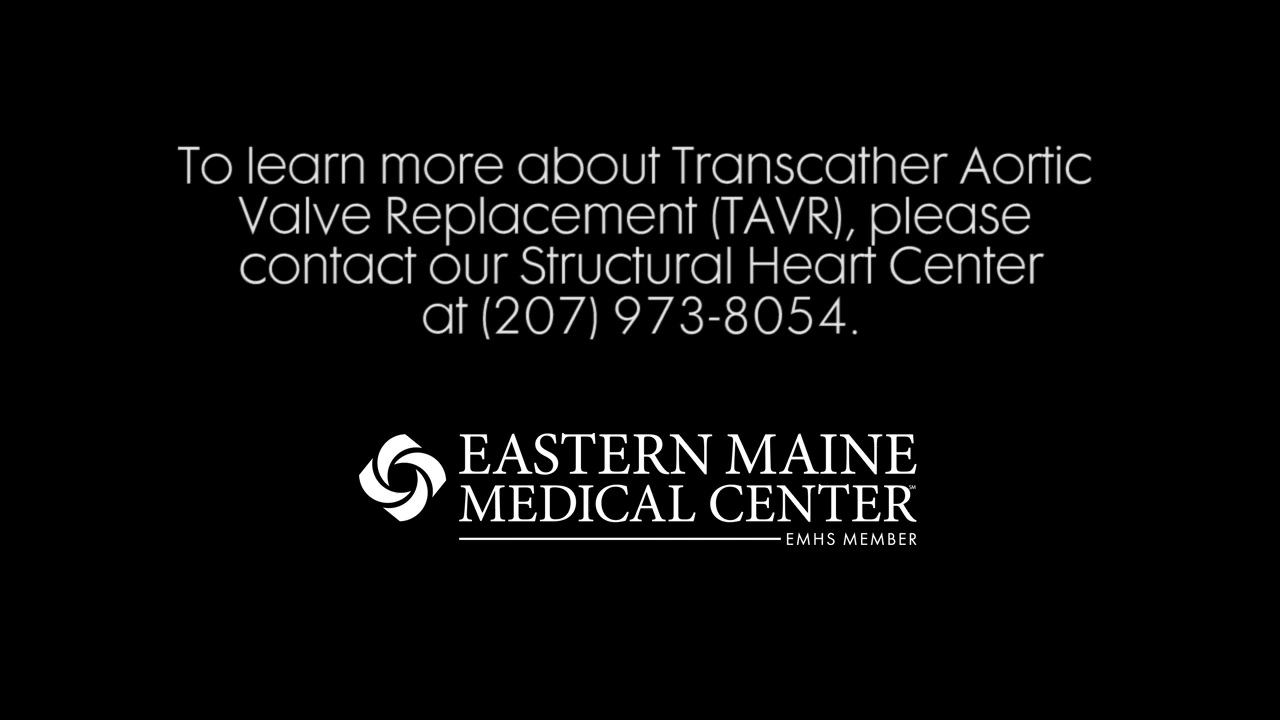 To learn more about Transcather Aortic
Valve Replacement (TAVR), please
contact our Structural Heart Center
at (207) 973-8054.
EASTERN MAINE
MEDICAL CENTER℠
EMHS MEMBER